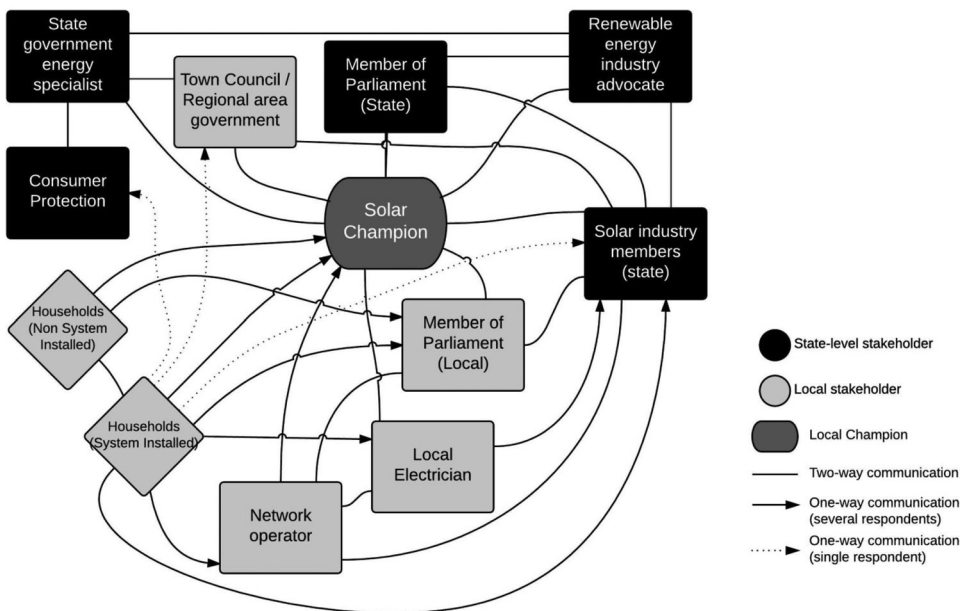 State
government
energy
specialist
Renewable
energy
industry
advocate
Member of
Parliament
(State)
Town Council /
Regional area
government
Consumer
Protection
Solar
Champion
Solar industry
members
(state)
Households
(Non System
Installed)
Member of
Parliament
(Local)
Households
(System Installed)
Local
Electrician
Network
operator
State-level stakeholder
Local stakeholder
Local Champion
Two-way communication
One-way communication
(several respondents)
One-way communication
(single respondent)